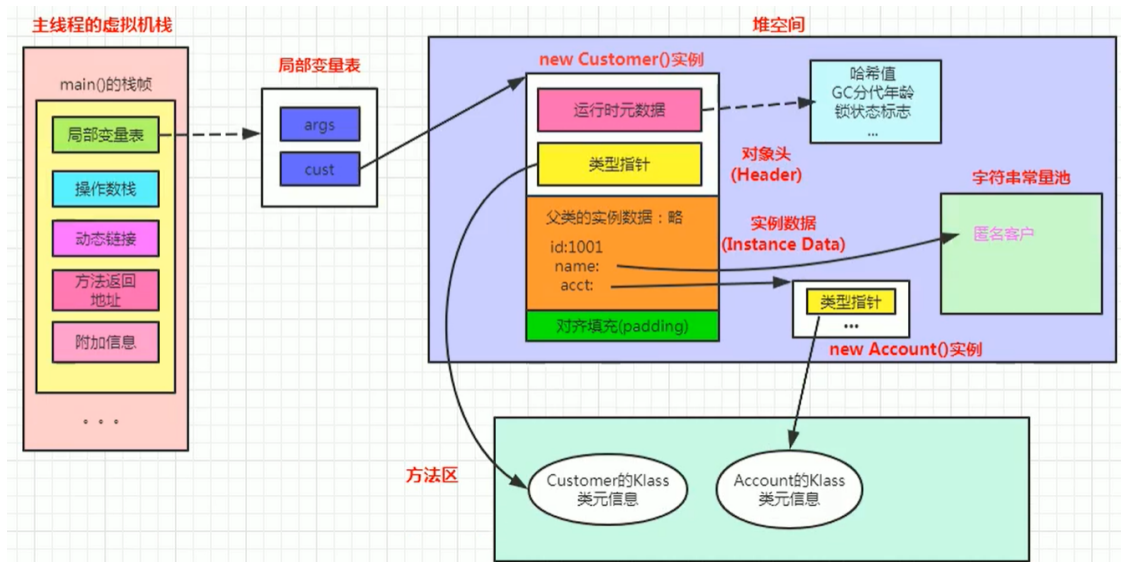 主线程的虚拟机栈
main()的栈帧
局部变量表
操作数栈
动态链接
方法返回
地址
附加信息
。。。
局部变量表
args
cust
堆空间
new Customer()实例
运行时元数据
类型指针
哈希值
GC分代年龄
锁状态标志
...
对象头
(Header)
父类的实例数据：略
id:1001
name:
acct:
对齐填充(padding)
实例数据
(Instance Data)
字符串常量池
匿名客户
类型指针
...
new Account()实例
方法区
Customer的Klass
类元信息
Account的Klass
类元信息